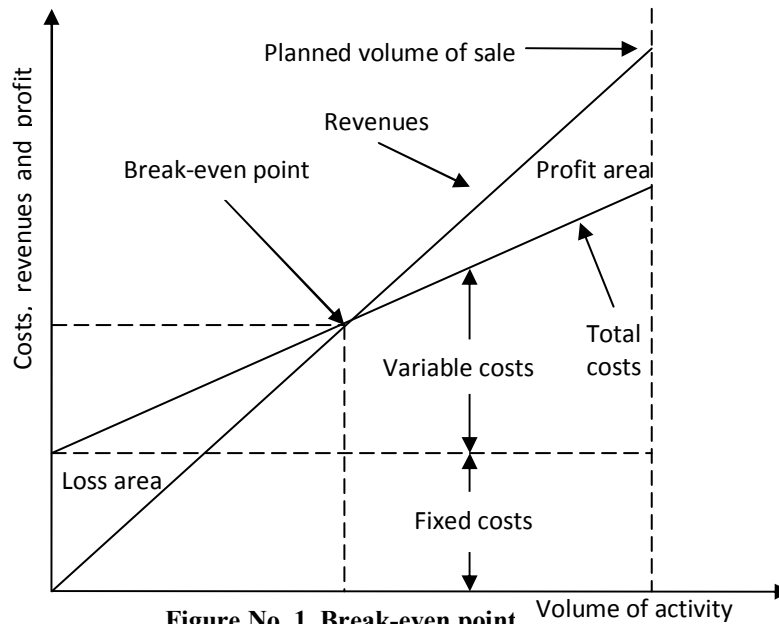 Planned volume of sale
Revenues
Break-even point
Profit area
Costs, revenues and profit
Total
costs
Variable costs
Loss area
Fixed costs
Figure No. 1. Break-even point
Volume of activity